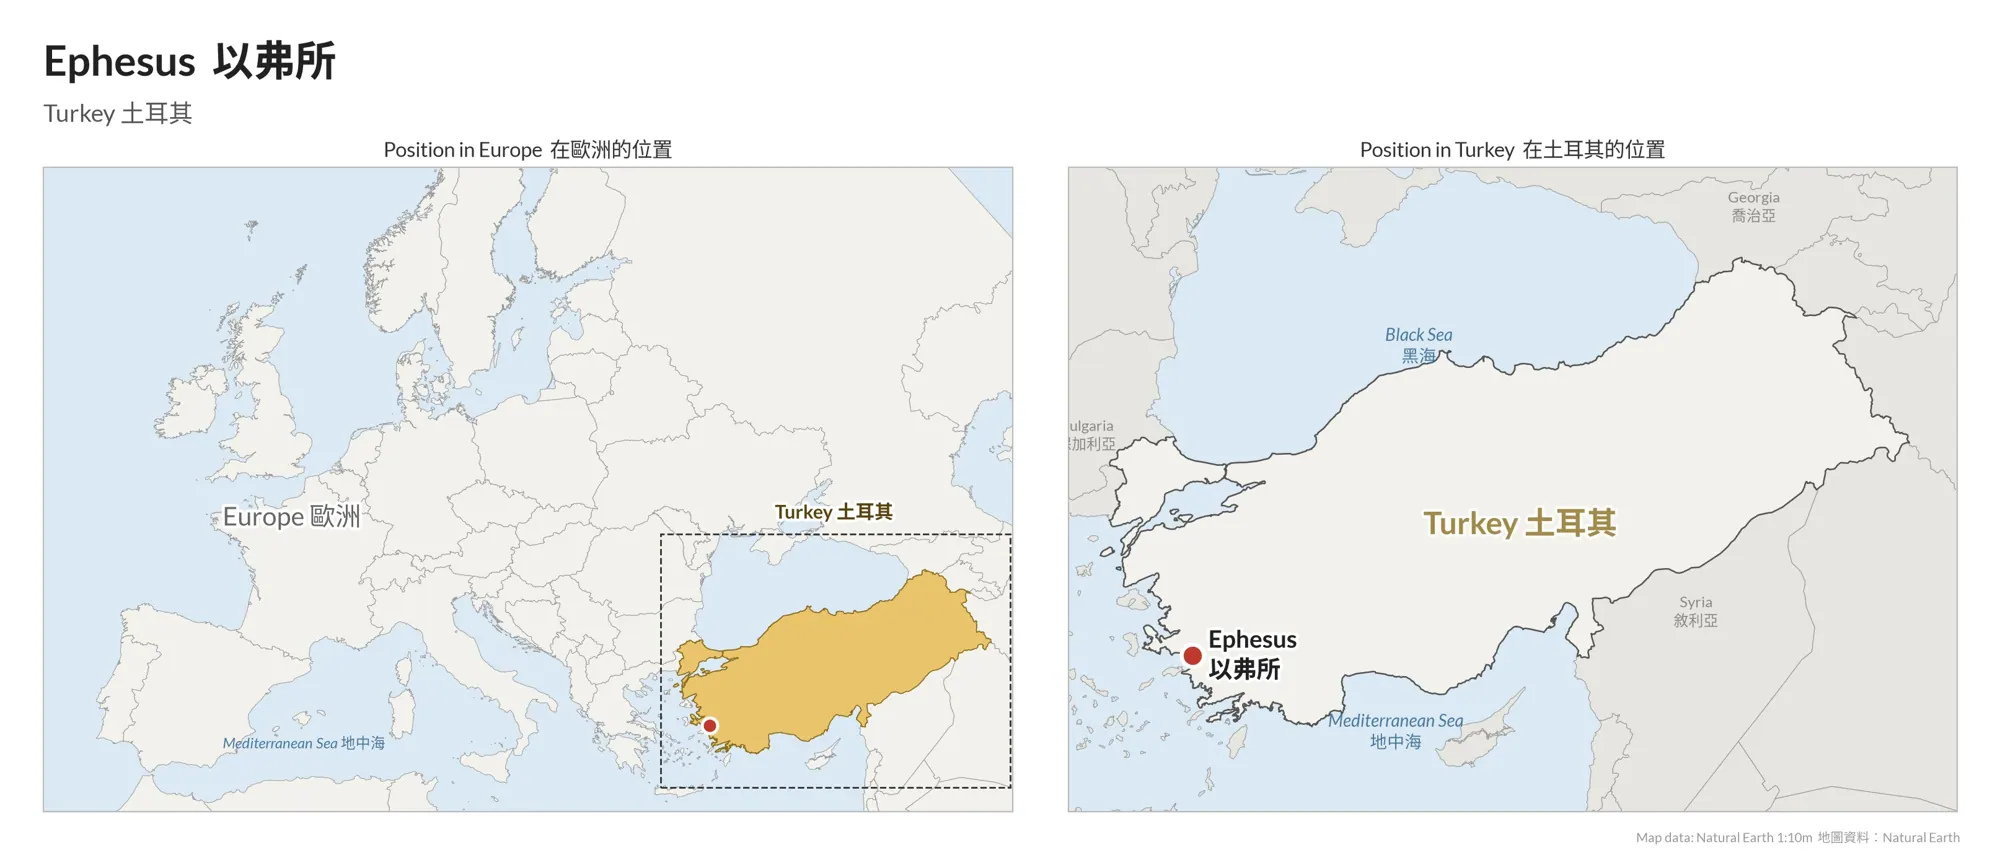 Ephesus 以弗所
Turkey 土耳其
Position in Europe 在歐洲的位置
Europe 歐洲
Turkey 土耳其
Mediterranean Sea 地中海
Position in Turkey 在土耳其的位置
Georgia
喬治亞
Black Sea
黑海
ulgaria
加利亞
Turkey 土耳其
Syria
敘利亞
Ephesus
以弗所
Mediterranean Sea
地中海
Map data: Natural Earth 1:10m 地圖資料：Natural Earth